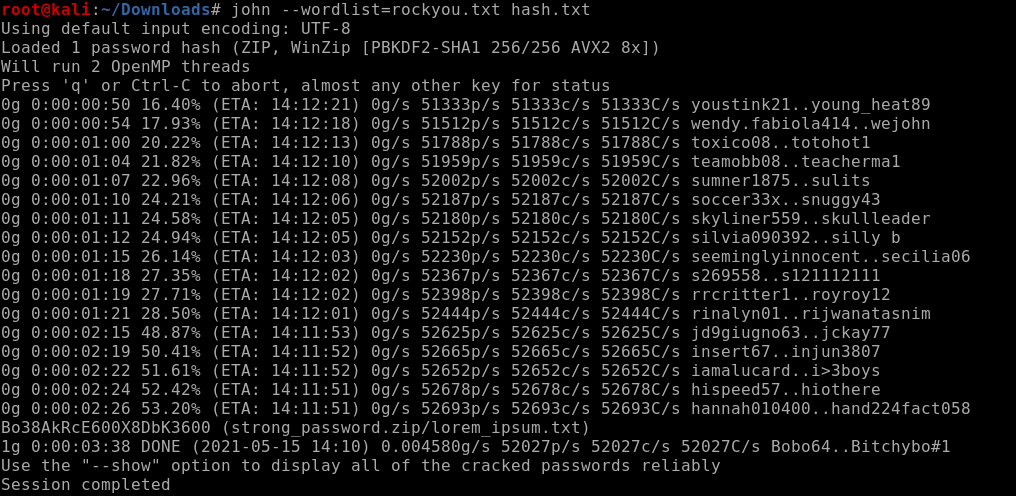 root@kali:~/Downloads# john --wordlist=rockyou.txt hash.txt
Using default input encoding: UTF-8
Loaded 1 password hash (ZIP, WinZip [PBKDF2-SHA1 256/256 AVX2 8x])
Will run 2 OpenMP threads
Press 'q' or Ctrl-C to abort, almost any other key for status
0g 0:00:00:50 16.40% (ETA: 14:12:21) 0g/s 51333p/s 51333c/s 51333C/s youstink21..young_heat89
0g 0:00:00:54 17.93% (ETA: 14:12:18) 0g/s 51512p/s 51512c/s 51512C/s wendy.fabiola414..wejohn
0g 0:00:01:00 20.22% (ETA: 14:12:13) 0g/s 51788p/s 51788c/s 51788C/s toxico08..totohot1
0g 0:00:01:04 21.82% (ETA: 14:12:10) 0g/s 51959p/s 51959c/s 51959C/s teamobb08..teacherma1
0g 0:00:01:07 22.96% (ETA: 14:12:08) 0g/s 52002p/s 52002c/s 52002C/s sumner1875..sulits
0g 0:00:01:10 24.21% (ETA: 14:12:06) 0g/s 52187p/s 52187c/s 52187C/s soccer33x..snuggy43
0g 0:00:01:11 24.58% (ETA: 14:12:05) 0g/s 52180p/s 52180c/s 52180C/s skyliner559..skullleader
0g 0:00:01:12 24.94% (ETA: 14:12:05) 0g/s 52152p/s 52152c/s 52152C/s silvia090392..silly b
0g 0:00:01:15 26.14% (ETA: 14:12:03) 0g/s 52230p/s 52230c/s 52230C/s seeminglyinnocent..secilia06
0g 0:00:01:18 27.35% (ETA: 14:12:02) 0g/s 52367p/s 52367c/s 52367C/s s269558..s121112111
0g 0:00:01:19 27.71% (ETA: 14:12:02) 0g/s 52398p/s 52398c/s 52398C/s rrcritter1..royroy12
0g 0:00:01:21 28.50% (ETA: 14:12:01) 0g/s 52444p/s 52444c/s 52444C/s rinalyn01..rijwanatasnim
0g 0:00:02:15 48.87% (ETA: 14:11:53) 0g/s 52625p/s 52625c/s 52625C/s jd9giugno63..jckay77
0g 0:00:02:19 50.41% (ETA: 14:11:52) 0g/s 52665p/s 52665c/s 52665C/s insert67..injun3807
0g 0:00:02:22 51.61% (ETA: 14:11:52) 0g/s 52652p/s 52652c/s 52652C/s iamalucard..i>3boys
0g 0:00:02:24 52.42% (ETA: 14:11:51) 0g/s 52678p/s 52678c/s 52678C/s hispeed57..hiothere
0g 0:00:02:26 53.20% (ETA: 14:11:51) 0g/s 52693p/s 52693c/s 52693C/s hannah010400..hand224fact058
Bo38AkRcE600X8DbK3600 (strong_password.zip/lorem_ipsum.txt)
1g 0:00:03:38 DONE (2021-05-15 14:10) 0.004580g/s 52027p/s 52027c/s 52027C/s Bobo64..Bitchybo#1
Use the "--show" option to display all of the cracked passwords reliably
Session completed